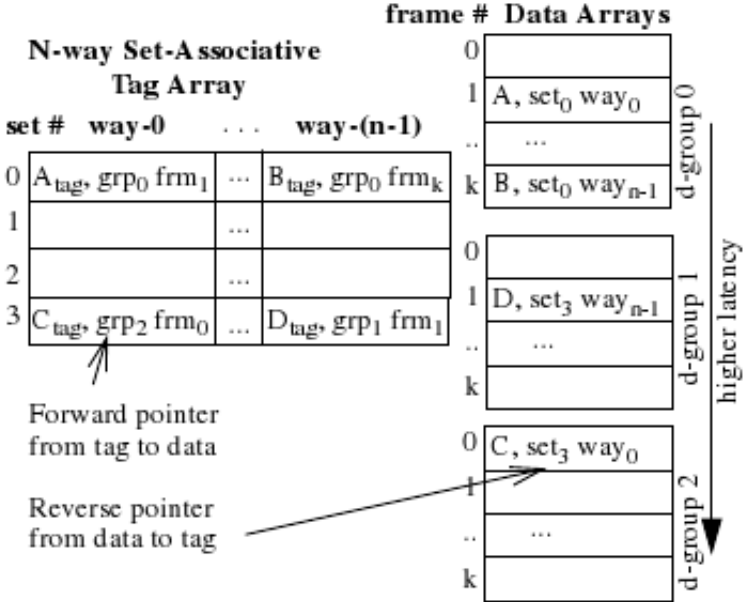 frame # Data Arrays
N-way Set-Associative
Tag Array
set # way-0 . . . way-(n-1)
0 A_tag, grp_0 frm_1 ... B_tag, grp_0 frm_k
1 ...
2 ...
3 C_tag, grp_2 frm_0 ... D_tag, grp_1 frm_1
Forward pointer
from tag to data
Reverse pointer
from data to tag
0
1 A, set_0 way_0
.. ...
k B, set_0 way_n-1
d-group 0
0
1 D, set_3 way_n-1
.. ...
k
d-group 1
0 C, set_3 way_0
1
.. ...
k
d-group 2
higher latency